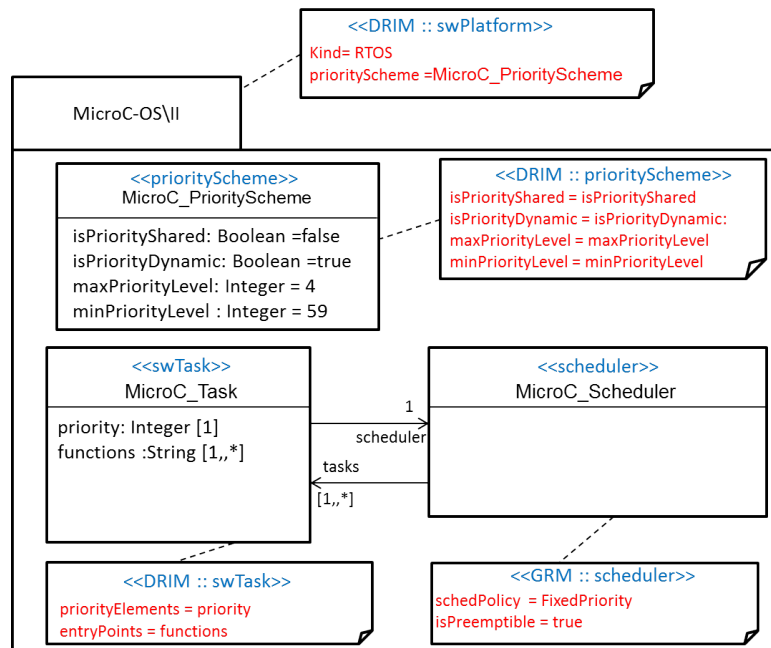 <<DRIM :: swPlatform>>
Kind= RTOS
priorityScheme =MicroC_PriorityScheme
MicroC-OS\II
<<priorityScheme>>
MicroC_PriorityScheme
isPriorityShared: Boolean =false
isPriorityDynamic: Boolean =true
maxPriorityLevel: Integer = 4
minPriorityLevel : Integer = 59
<<DRIM :: priorityScheme>>
isPriorityShared = isPriorityShared
isPriorityDynamic = isPriorityDynamic:
maxPriorityLevel = maxPriorityLevel
minPriorityLevel = minPriorityLevel
<<swTask>>
MicroC_Task
priority: Integer [1]
functions :String [1,,*]
1
scheduler
tasks
[1,,*]
<<scheduler>>
MicroC_Scheduler
<<DRIM :: swTask>>
priorityElements = priority
entryPoints = functions
<<GRM :: scheduler>>
schedPolicy = FixedPriority
isPreemptible = true